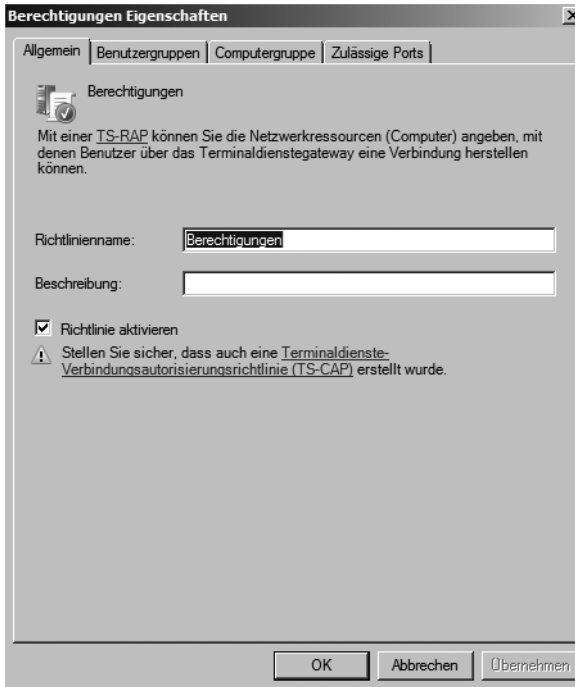 Berechtigungen Eigenschaften
Allgemein Benutzergruppen Computergruppe Zulässige Ports
Berechtigungen
Mit einer TS-RAP können Sie die Netzwerkressourcen (Computer) angeben, mit
denen Benutzer über das Terminaldienstegateway eine Verbindung herstellen
können.
Richtlinienname: Berechtigungen
Beschreibung:
Richtlinie aktivieren
Stellen Sie sicher, dass auch eine Terminaldienste-
Verbindungsautorisierungsrichtlinie (TS-CAP) erstellt wurde.
OK Abbrechen Übernehmen